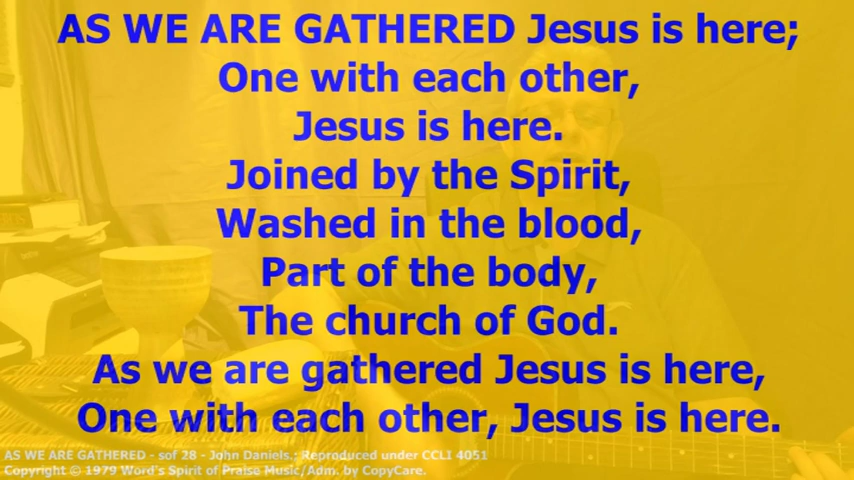 AS WE ARE GATHERED Jesus is here;
One with each other,
Jesus is here.
Joined by the Spirit,
Washed in the blood,
Part of the body,
The church of God.
As we are gathered Jesus is here,
One with each other, Jesus is here.
AS WE ARE GATHERED - sof 28 - John Daniels.; Reproduced under CCLI 4051
Copyright © 1979 Word's Spirit of Praise Music/Adm. by CopyCare.